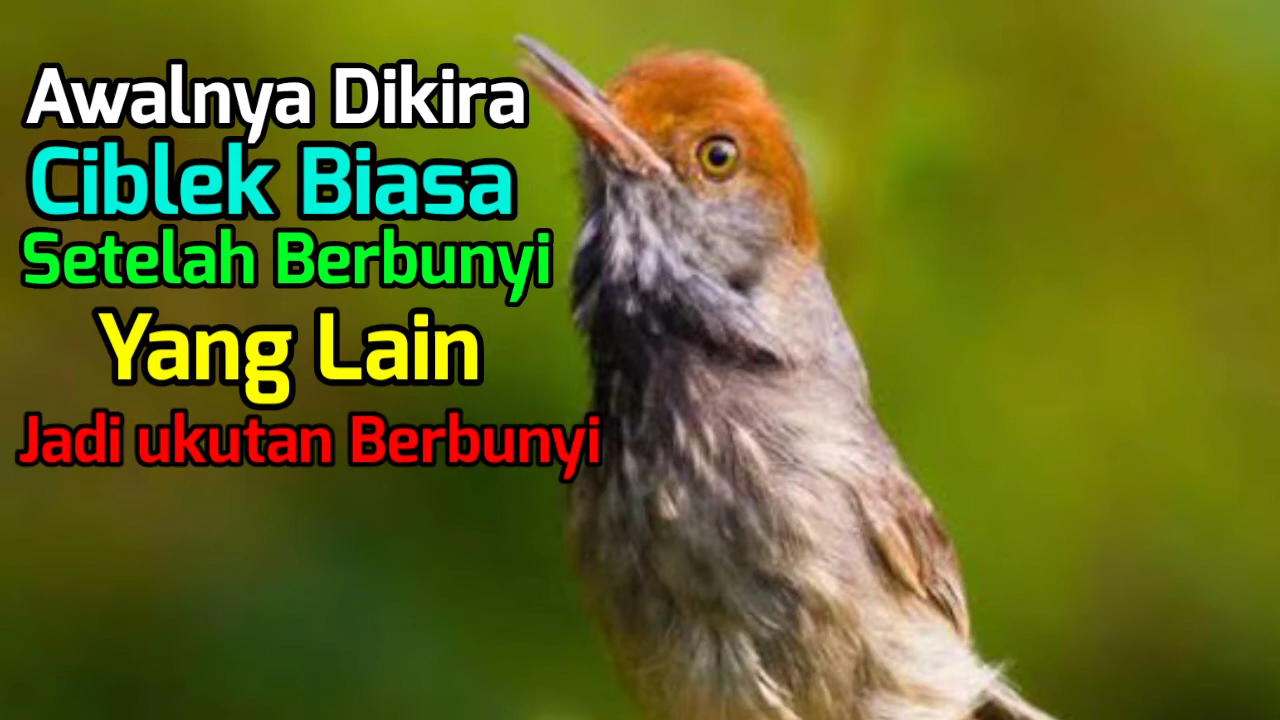 Awalnya Dikira
Ciblek Biasa
Setelah Berbunyi
Yang Lain
Jadi ukutan Berbunyi